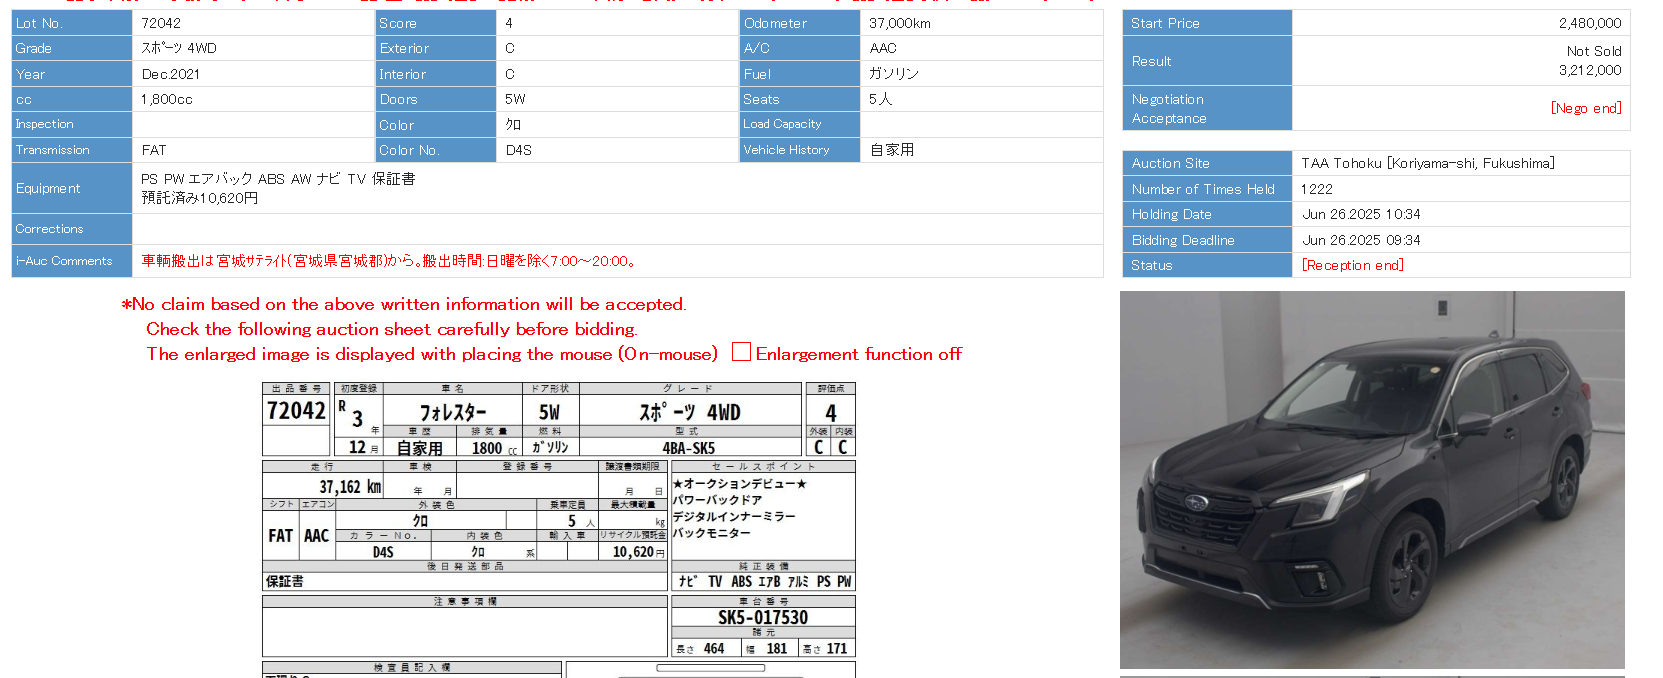 Lot No. 72042 Score 4 Odometer 37,000km
Grade スポーツ 4WD Exterior C A/C AAC
Year Dec.2021 Interior C Fuel ガソリン
cc 1,800cc Doors 5W Seats 5人
Inspection Color クロ Load Capacity
Transmission FAT Color No. D4S Vehicle History 自家用
Equipment PS PW エアバック ABS AW ナビ TV 保証書
預託済み10,620円
Corrections
i-Auc Comments 車輌搬出は宮城サテライト(宮城県宮城郡)から。搬出時間:日曜を除く7:00～20:00。
Start Price 2,480,000
Result Not Sold
3,212,000
Negotiation Acceptance [Nego end]
Auction Site TAA Tohoku [Koriyama-shi, Fukushima]
Number of Times Held 1222
Holding Date Jun 26.2025 10:34
Bidding Deadline Jun 26.2025 09:34
Status [Reception end]
*No claim based on the above written information will be accepted.
Check the following auction sheet carefully before bidding.
The enlarged image is displayed with placing the mouse (On-mouse) Enlargement function off
出品番号 初度登録 車名 ドア形状 グレード 評価点
72042 R 3 年 フォレスター 5W スポーツ 4WD 4
車歴 排気量 燃料 型式 外装 内装
12 月 自家用 1800 cc ガソリン 4BA-SK5 C C
走行 車検 登録番号 譲渡書類期限 セールスポイント
37,162 km 年 月 月 日
★オークションデビュー★
パワーバックドア
デジタルインナーミラー
バックモニター
シフト エアコン 外装色 乗車定員 最大積載量
FAT AAC クロ 5 人 kg
カラーNo. 内装色 輸入車 リサイクル預託金
D4S クロ 系 10,620 円
後日発送部品 純正装備
保証書 ナビ TV ABS エアB アルミ PS PW
注意事項欄 車台番号
SK5-017530
諸元
長さ 464 幅 181 高さ 171
検査員記入欄